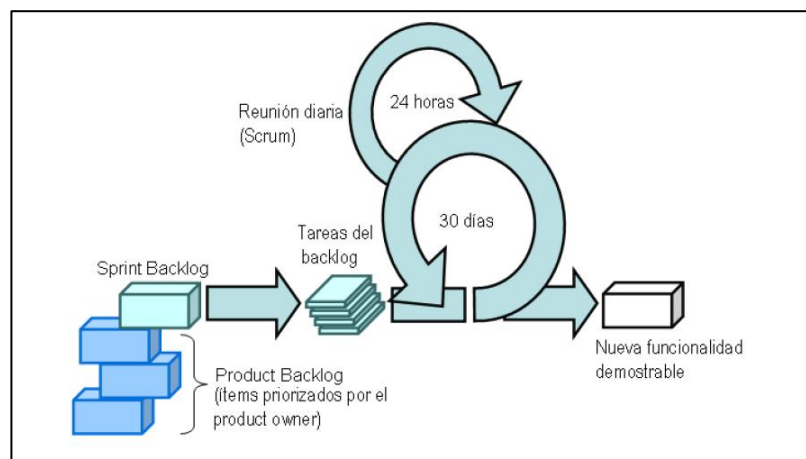 24 horas
Reunión diaria
(Scrum)
30 días
Tareas del
backlog
Sprint Backlog
Nueva funcionalidad
demostrable
Product Backlog
(ítems priorizados por el
product owner)